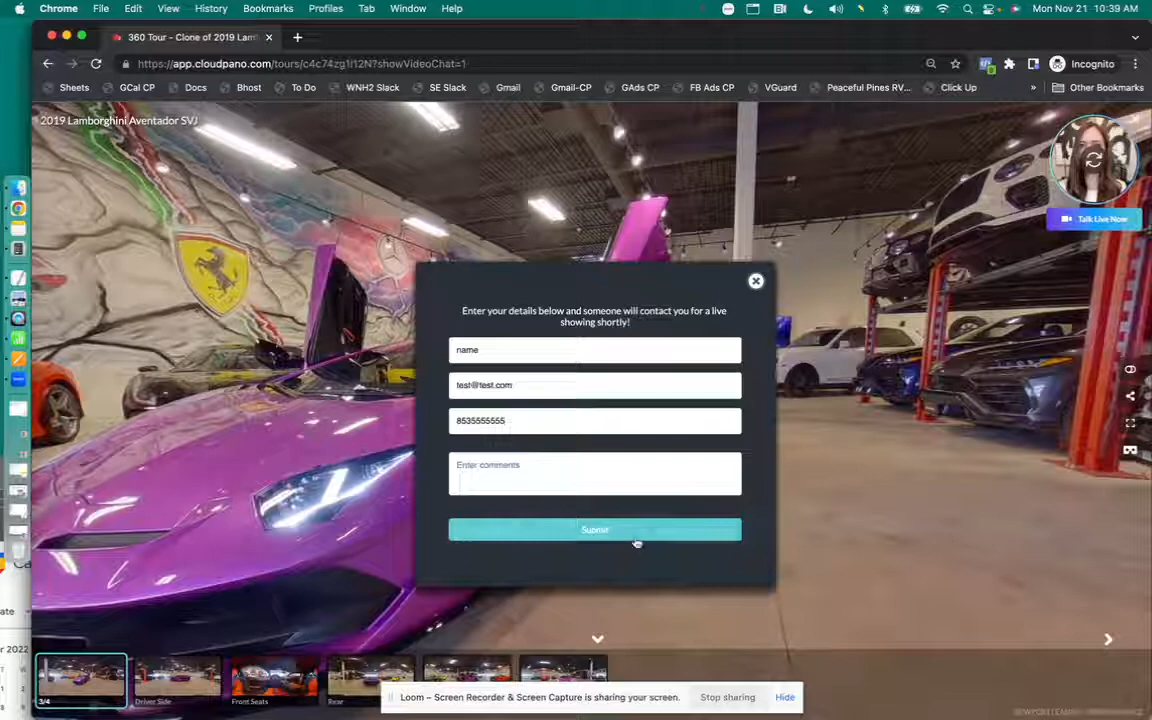 Chrome File Edit View History Bookmarks Profiles Tab Window Help
Mon Nov 21 10:39 AM
360 Tour - Clone of 2019 Lam
https://app.cloudpano.com/tours/c4c74zg1l12N?showVideoChat=1
Incognito
Sheets GCal CP Docs Bhost To Do WNH2 Slack SE Slack Gmail Gmail-CP GAds CP FB Ads CP VGuard Peaceful Pines RV... Click Up » Other Bookmarks
2019 Lamborghini Aventador SVJ
Talk Live Now
Enter your details below and someone will contact you for a live
showing shortly!
name
test@test.com
8535555555
Enter comments
Submit
ate
r 2022
3/4
Driver Side
Front Seats
Rear
Loom – Screen Recorder & Screen Capture is sharing your screen.
Stop sharing
Hide